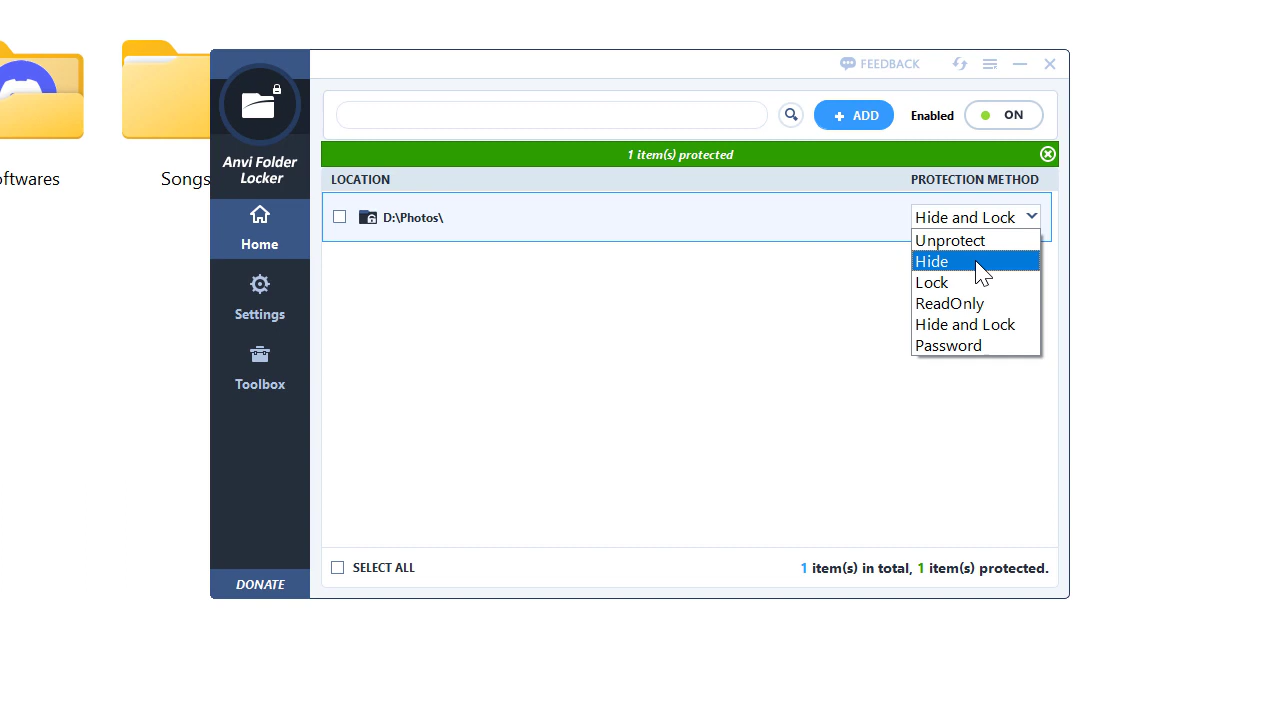 FEEDBACK
ADD
Enabled
ON
Anvi Folder
Locker
1 item(s) protected
LOCATION
PROTECTION METHOD
D:\Photos\
Hide and Lock
Unprotect
Hide
Lock
ReadOnly
Hide and Lock
Password
Home
Settings
Toolbox
DONATE
SELECT ALL
1 item(s) in total, 1 item(s) protected.
oftwares
Songs